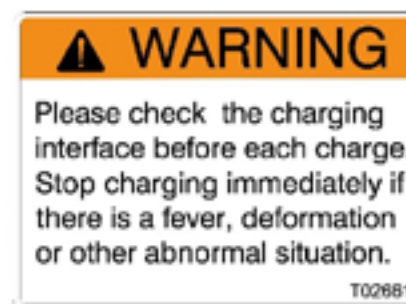 WARNING
Please check the charging
interface before each charge
Stop charging immediately if
there is a fever, deformation
or other abnormal situation.
T02661